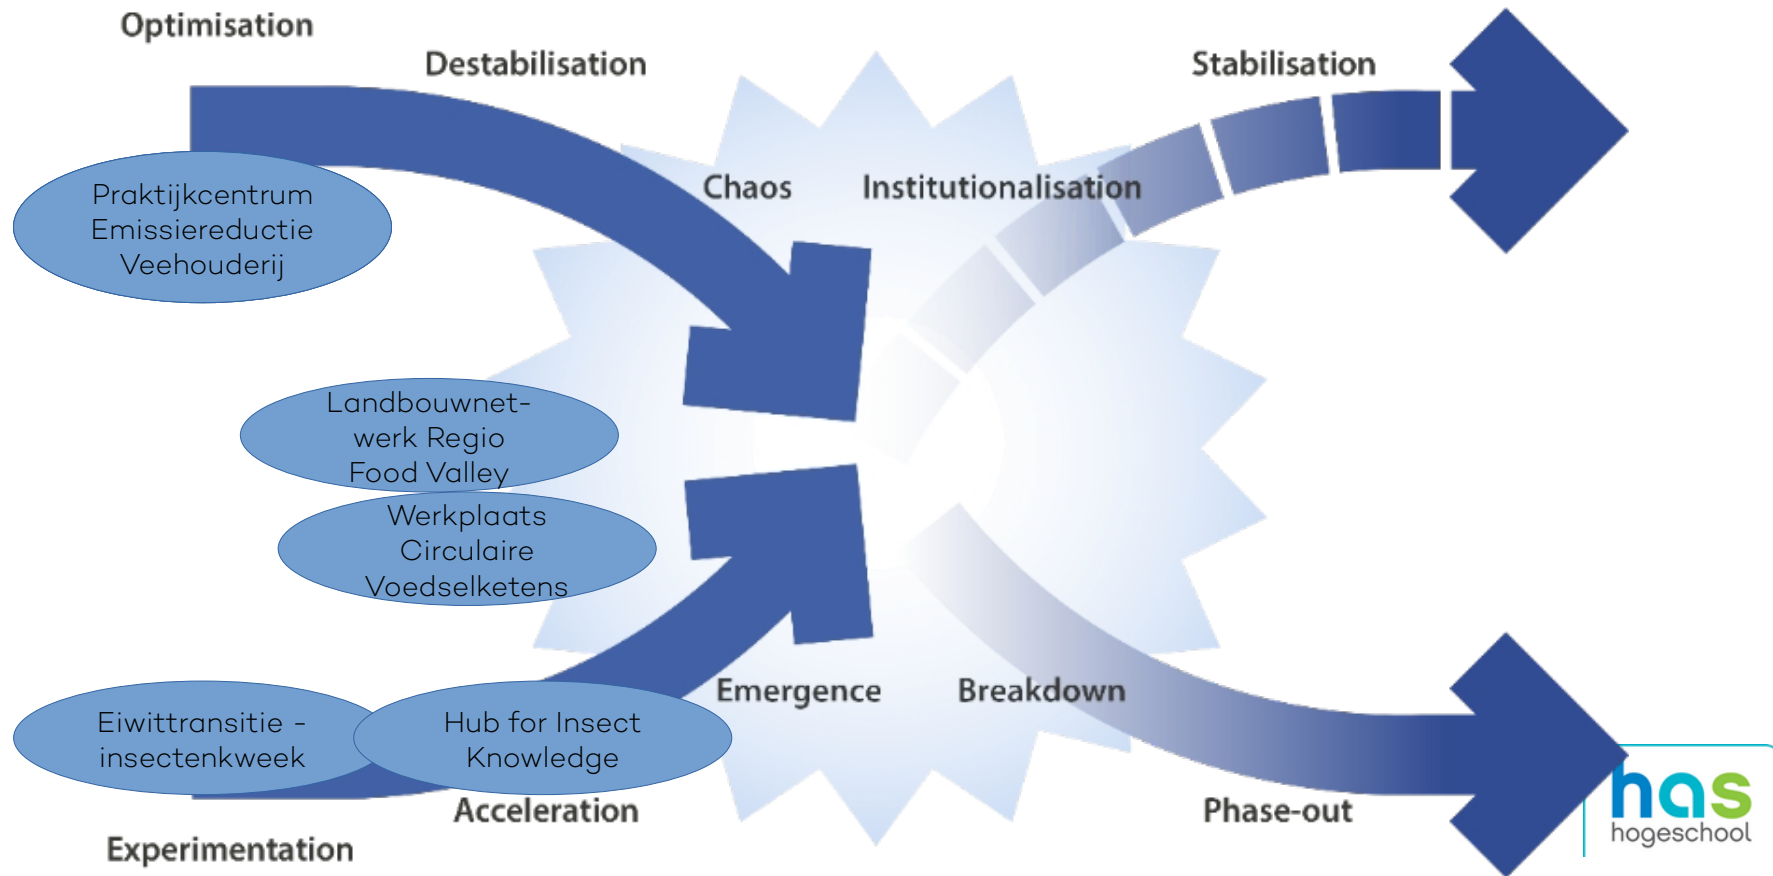 Optimisation
Destabilisation
Stabilisation
Chaos
Institutionalisation
Praktijkcentrum
Emissiereductie
Veehouderij
Landbouwnet-
werk Regio
Food Valley
Werkplaats
Circulaire
Voedselketens
Eiwittransitie -
insectenkweek
Hub for Insect
Knowledge
Emergence
Breakdown
Acceleration
Phase-out
Experimentation
has
hogeschool